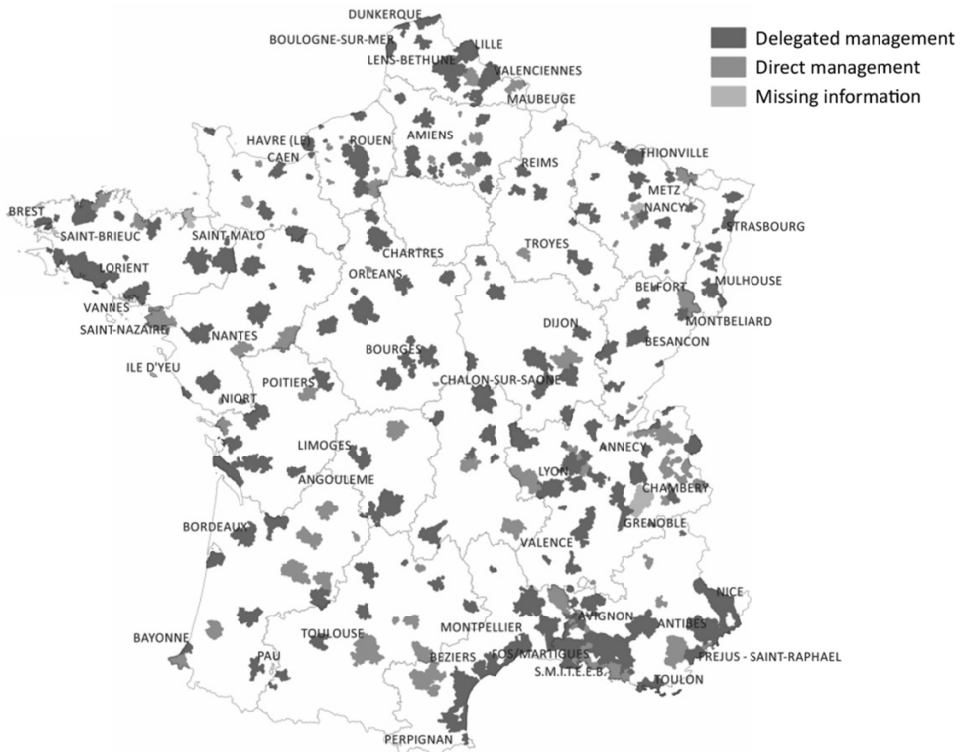 DUNKERQUE
Delegated management
BOULOGNE-SUR-MER
LILLE
LENS-BETHUNE
Direct management
VALENCIENNES
Missing information
MAUBEUGE
AMIENS
HAVRE (LE)
ROUEN
CAEN
REIMS
THIONVILLE
METZ
NANCY
BREST
STRASBOURG
SAINT-BRIEUC
SAINT-MALO
TROYES
CHARTRES
LORIENT
ORLEANS
BELFORT
MULHOUSE
VANNES
SAINT-NAZAIRE
NANTES
DIJON
MONTBELIARD
BESANCON
BOURGES
ILE D'YEU
POITIERS
CHALON-SUR-SAONE
NIORT
LIMOGES
ANNECY
LYON
ANGOULEME
CHAMBERY
BORDEAUX
GRENOBLE
VALENCE
NICE
AVIGNON
ANTIBES
BAYONNE
TOULOUSE
MONTPELLIER
PAU
BEZIERS
FOS/MARTIGUES
FREJUS - SAINT-RAPHAEL
S.M.I.T.E.E.B.
TOULON
PERPIGNAN